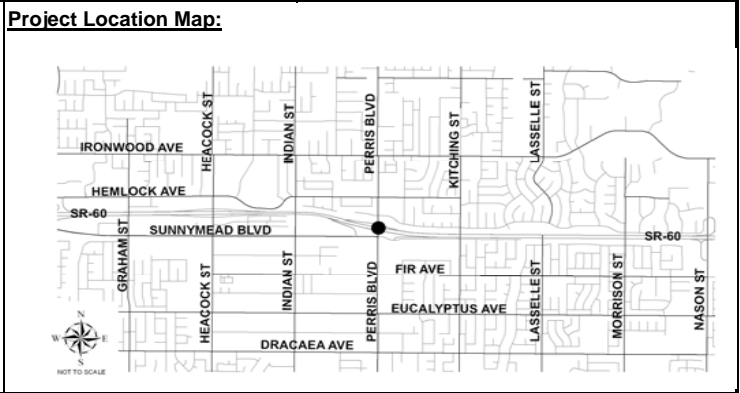 Project Location Map:
HEACOCK ST
INDIAN ST
PERRIS BLVD
KITCHING ST
LASSELLE ST
IRONWOOD AVE
HEMLOCK AVE
SR-60
SUNNYMEAD BLVD
SR-60
GRAHAM ST
HEACOCK ST
INDIAN ST
PERRIS BLVD
FIR AVE
LASSELLE ST
MORRISON ST
NASON ST
EUCALYPTUS AVE
DRACAEA AVE
N
W E
S
NOT TO SCALE